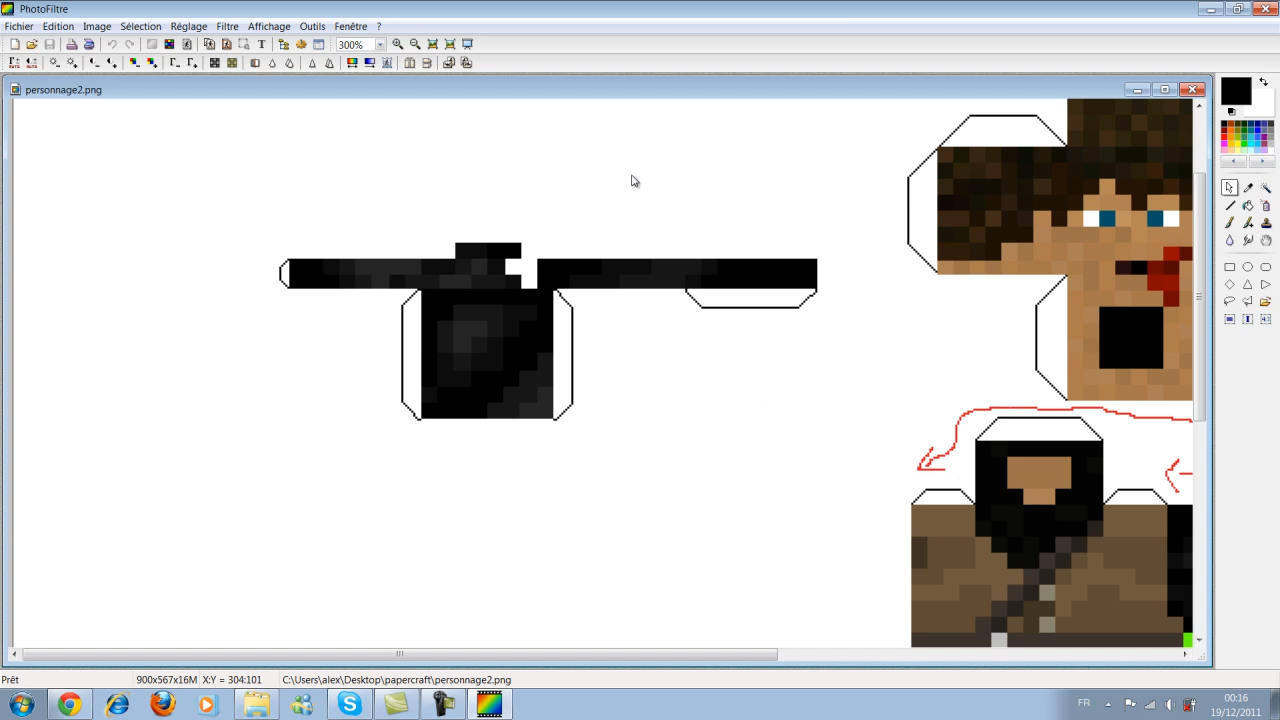 PhotoFiltre
Fichier Edition Image Sélection Réglage Filtre Affichage Outils Fenêtre ?
T 300%
personnage2.png
Prêt 900x567x16M X:Y = 304:101 C:\Users\alex\Desktop\papercraft\personnage2.png
FR 00:16
19/12/2011